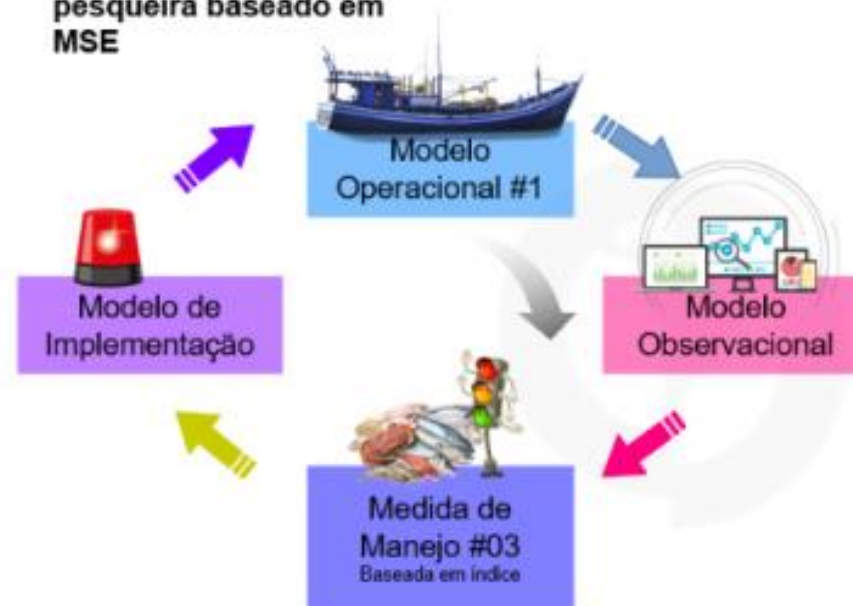 pesqueira baseado em
MSE
Modelo
Operacional #1
Modelo de
Implementação
Modelo
Observacional
Medida de
Manejo #03
Baseada em índice